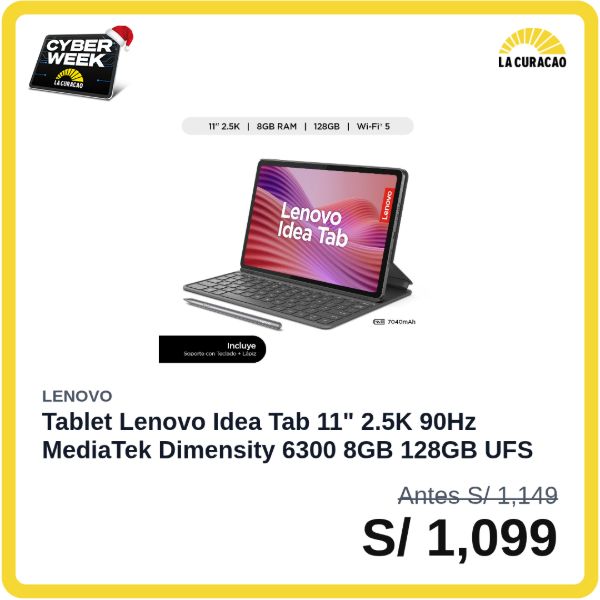 CYBER
WEEK
LA CURACAO
LA CURACAO
11" 2.5K | 8GB RAM | 128GB | Wi-Fi® 5
Lenovo
Idea Tab
Lenovo
7040mAh
Incluye
Soporte con Teclado + Lápiz
LENOVO
Tablet Lenovo Idea Tab 11" 2.5K 90Hz
MediaTek Dimensity 6300 8GB 128GB UFS
Antes S/ 1,149
S/ 1,099